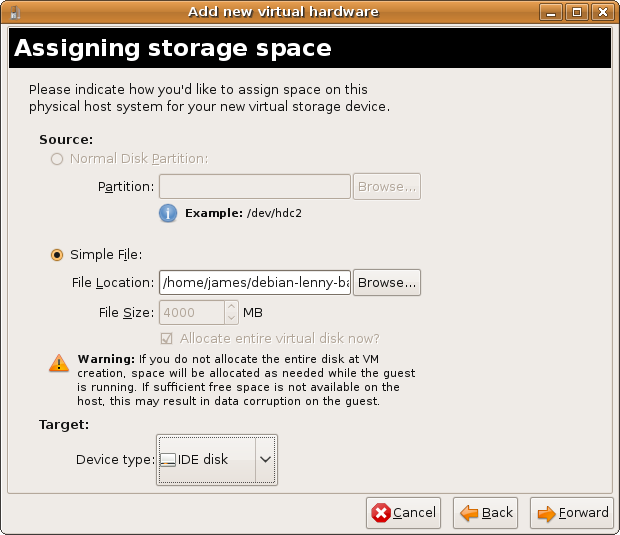 Add new virtual hardware
Assigning storage space
Please indicate how you'd like to assign space on this
physical host system for your new virtual storage device.
Source:
Normal Disk Partition:
Partition:
Browse...
Example: /dev/hdc2
Simple File:
File Location: /home/james/debian-lenny-ba
Browse...
File Size: 4000 MB
Allocate entire virtual disk now?
Warning: If you do not allocate the entire disk at VM
creation, space will be allocated as needed while the guest
is running. If sufficient free space is not available on the
host, this may result in data corruption on the guest.
Target:
Device type: IDE disk
Cancel
Back
Forward